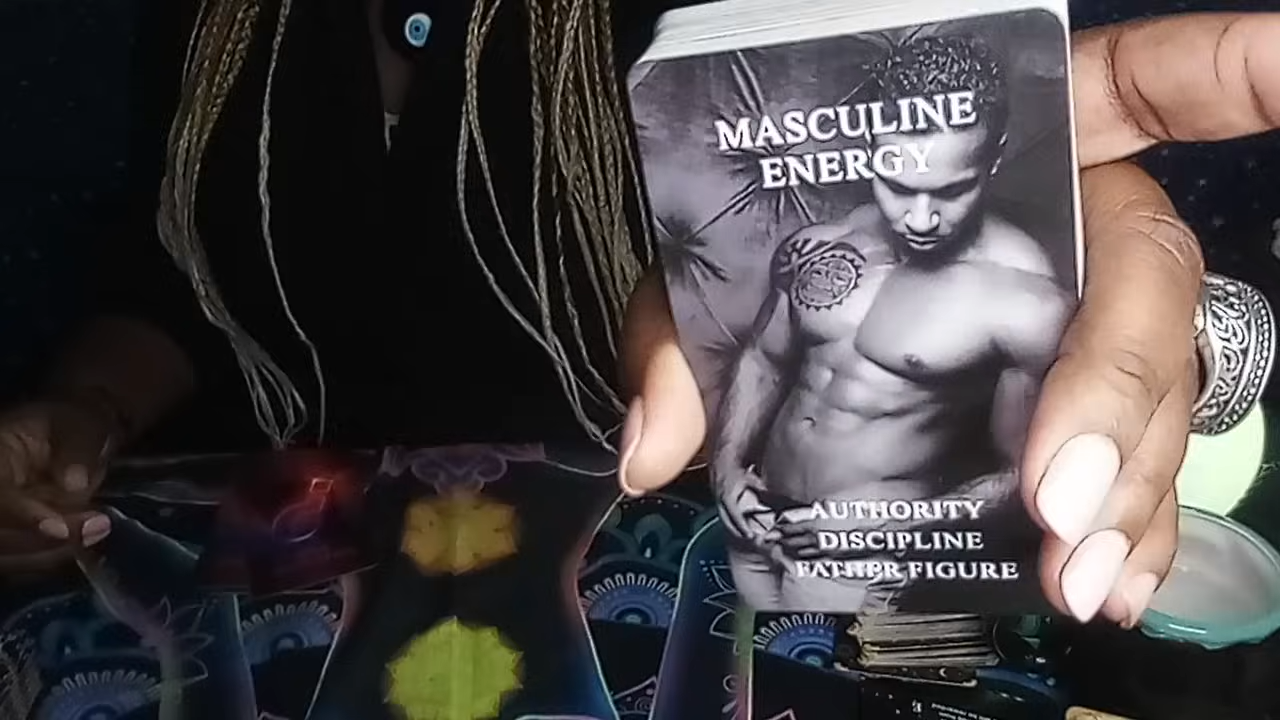 MASCULINE
ENERGY
AUTHORITY
DISCIPLINE
FATHER FIGURE